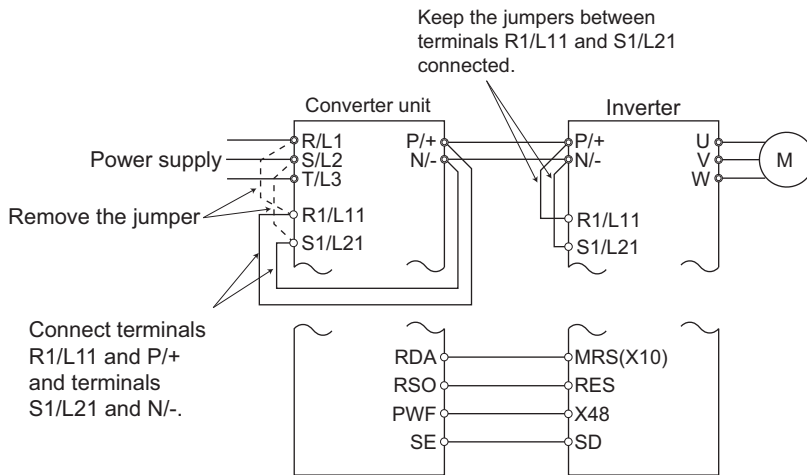 Keep the jumpers between
terminals R1/L11 and S1/L21
connected.
Converter unit
Inverter
Power supply
R/L1
S/L2
T/L3
P/+
N/-
P/+
N/-
U
V
W
M
Remove the jumper
R1/L11
S1/L21
R1/L11
S1/L21
Connect terminals
R1/L11 and P/+
and terminals
S1/L21 and N/-.
RDA
MRS(X10)
RSO
RES
PWF
X48
SE
SD